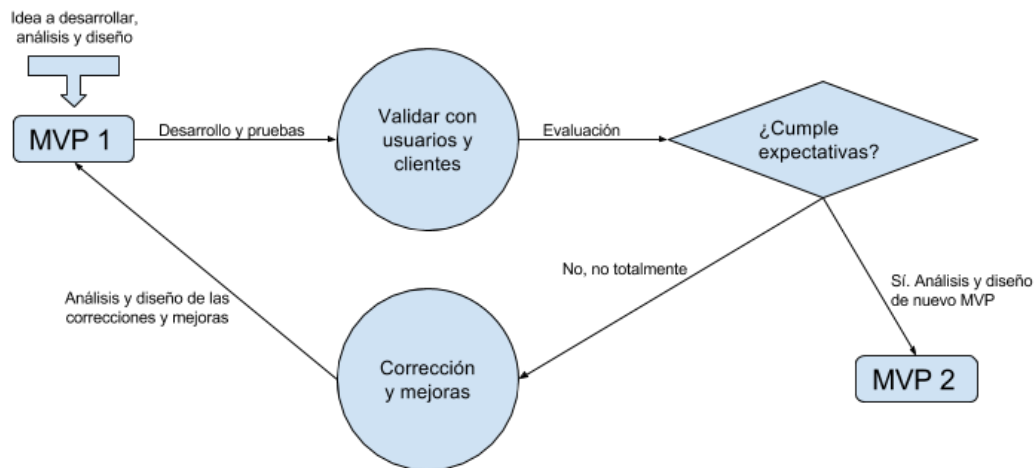 Idea a desarrollar,
análisis y diseño
MVP 1
Desarrollo y pruebas
Validar con
usuarios y
clientes
Evaluación
¿Cumple
expectativas?
No, no totalmente
Sí. Análisis y diseño
de nuevo MVP
Análisis y diseño de las
correcciones y mejoras
Corrección
y mejoras
MVP 2